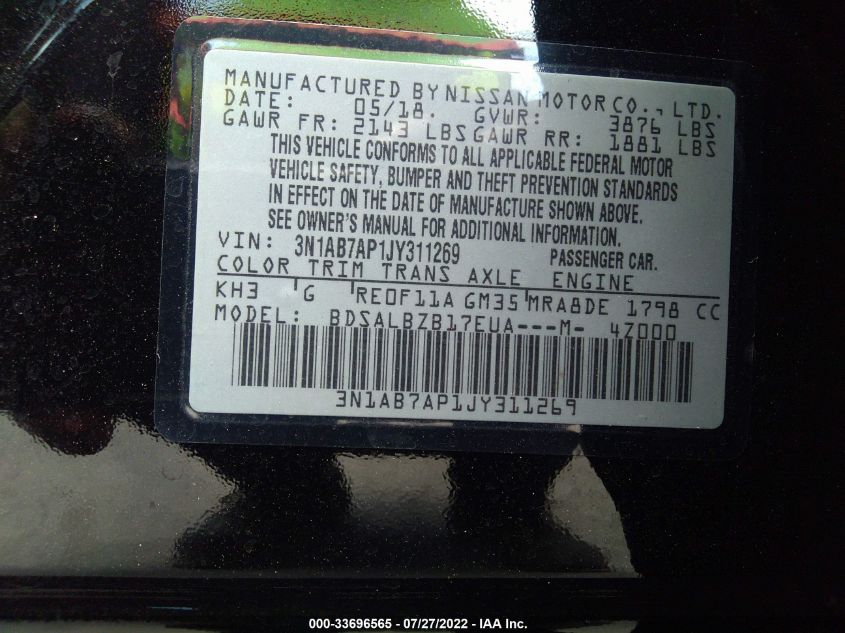 MANUFACTURED BY NISSAN MOTOR CO., LTD.
DATE: 05/18. GVWR: 3876 LBS
GAWR FR: 2143 LBS GAWR RR: 1881 LBS
THIS VEHICLE CONFORMS TO ALL APPLICABLE FEDERAL MOTOR
VEHICLE SAFETY, BUMPER AND THEFT PREVENTION STANDARDS
IN EFFECT ON THE DATE OF MANUFACTURE SHOWN ABOVE.
SEE OWNER'S MANUAL FOR ADDITIONAL INFORMATION.
VIN: 3N1AB7AP1JY311269 PASSENGER CAR.
COLOR TRIM TRANS AXLE ENGINE
KH3 G RE0F11A GM35 MRA8DE 1798 CC
MODEL: BDSALBZB17EUA---M- 4Z000
3N1AB7AP1JY311269
000-33696565 / 07/27/2022 - IAA Inc.